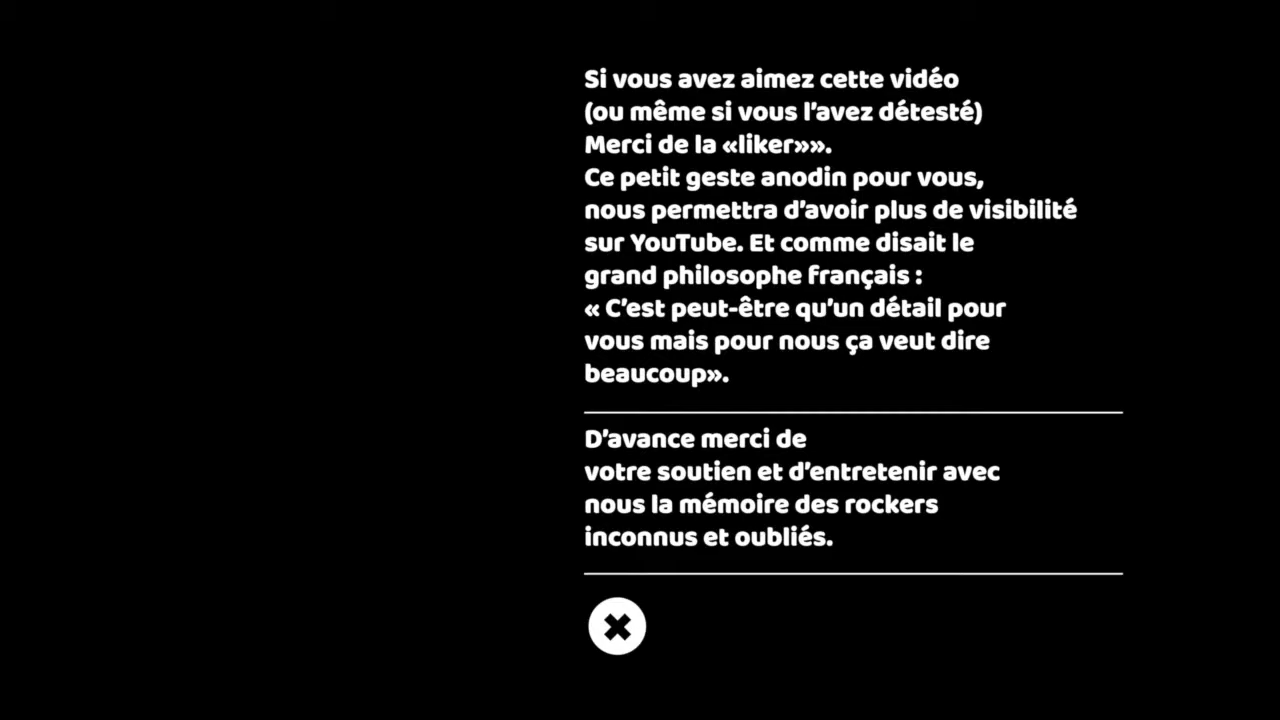 Si vous avez aimez cette vidéo
(ou même si vous l’avez détesté)
Merci de la «liker»».
Ce petit geste anodin pour vous,
nous permettra d’avoir plus de visibilité
sur YouTube. Et comme disait le
grand philosophe français :
« C’est peut-être qu’un détail pour
vous mais pour nous ça veut dire
beaucoup».
D’avance merci de
votre soutien et d’entretenir avec
nous la mémoire des rockers
inconnus et oubliés.